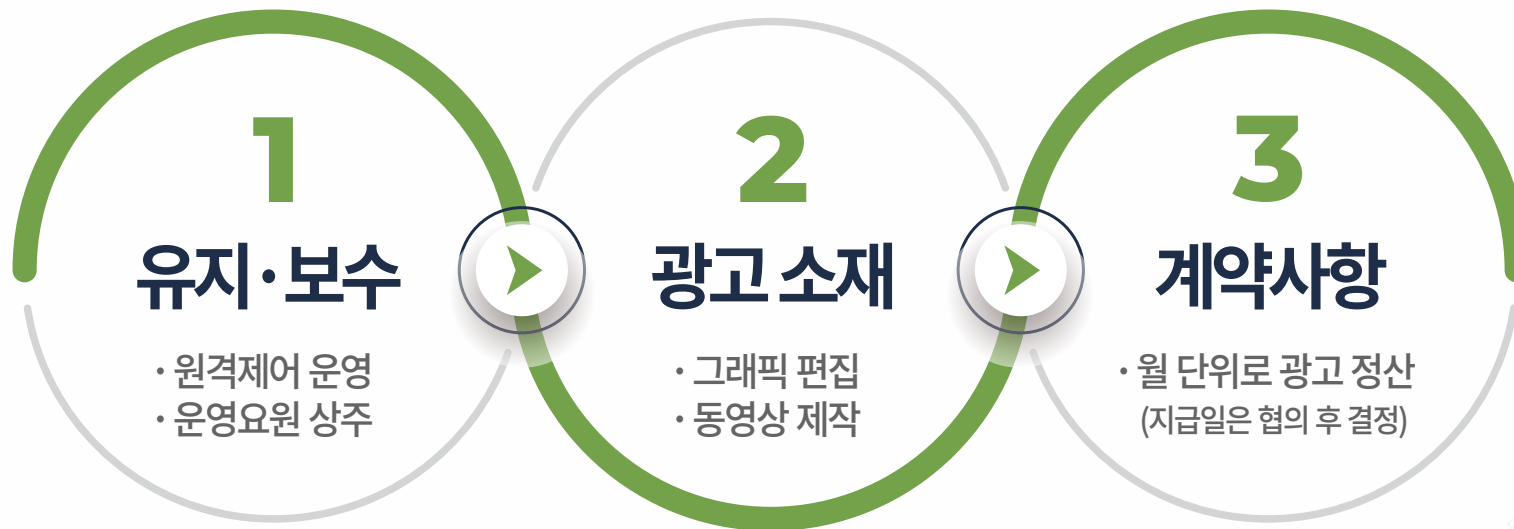 1
유지·보수
· 원격제어 운영
· 운영요원 상주
2
광고 소재
· 그래픽 편집
· 동영상 제작
3
계약사항
· 월 단위로 광고 정산
(지급일은 협의 후 결정)